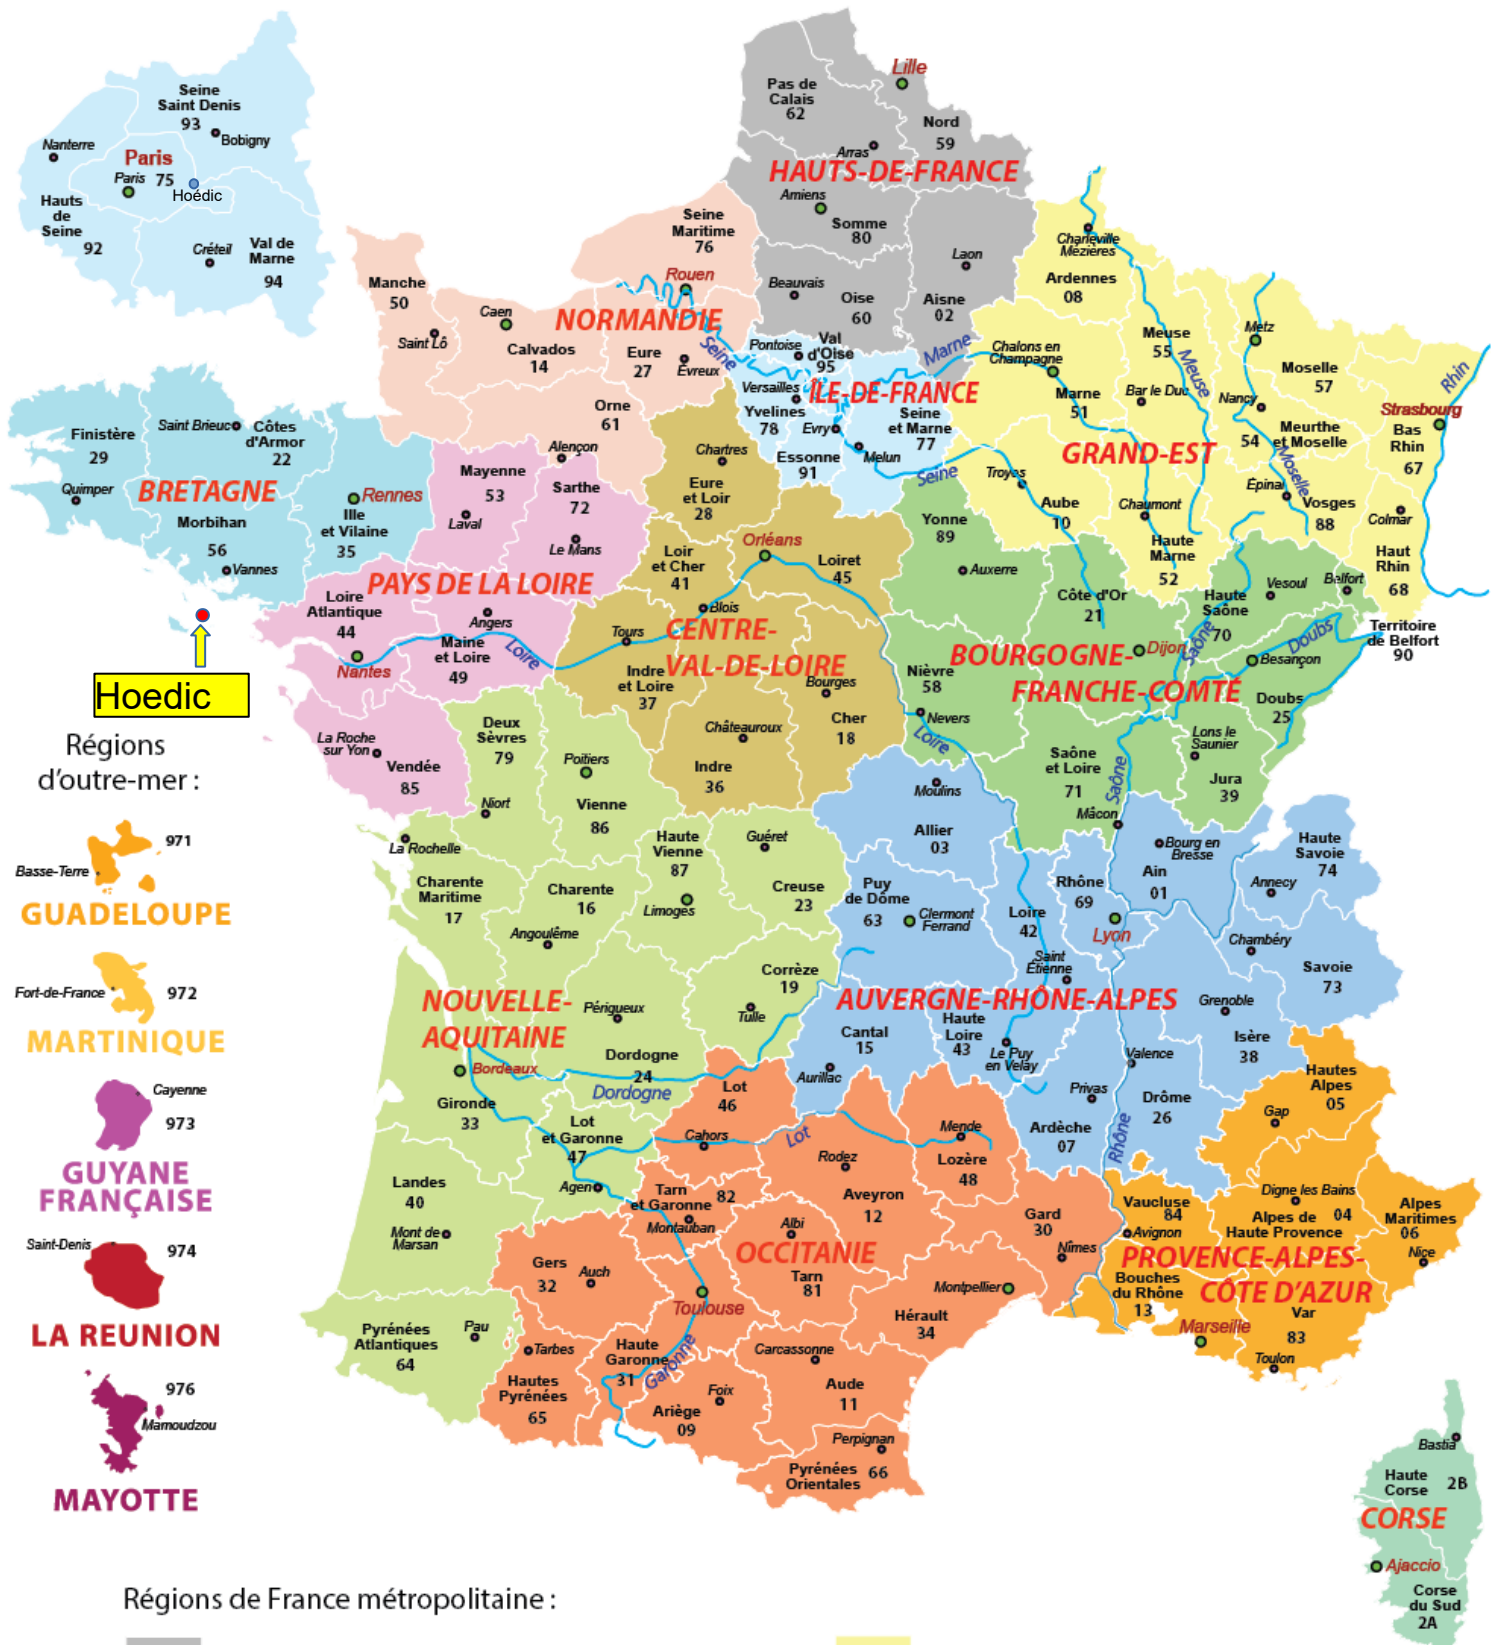 Seine
Saint Denis
93
Bobigny
Nanterre
Paris
Paris
75
Hoédic
Hauts
de
Seine
92
Créteil
Val de
Marne
94
Lille
Pas de
Calais
62
Nord
59
Arras
HAUTS-DE-FRANCE
Amiens
Somme
80
Laon
Beauvais
Oise
60
Aisne
02
Seine
Maritime
76
Rouen
Manche
50
Caen
Saint Lô
Calvados
14
NORMANDIE
Eure
27
Evreux
Seine
Orne
61
Alençon
Pontoise
Val
d'Oise
95
Marne
Versailles
ÎLE-DE-FRANCE
Yvelines
78
Evry
Seine
et Marne
77
Essonne
91
Melun
Seine
Charleville
Mézières
Ardennes
08
Meuse
55
Meuse
Metz
Moselle
57
Chalons en
Champagne
Marne
51
Bar le Duc
Nancy
54
Meurthe
et Moselle
Moselle
Rhin
Strasbourg
Bas
Rhin
67
GRAND-EST
Troyes
Aube
10
Chaumont
Haute
Marne
52
Épinal
Vosges
88
Colmar
Haut
Rhin
68
Finistère
29
Saint Brieuc
Côtes
d'Armor
22
Quimper
BRETAGNE
Rennes
Ille
et Vilaine
35
Morbihan
56
Vannes
Hoedic
Mayenne
53
Laval
Sarthe
72
Le Mans
PAYS DE LA LOIRE
Loire
Atlantique
44
Nantes
Angers
Maine
et Loire
49
Loire
La Roche
sur Yon
Vendée
85
Chartres
Eure
et Loir
28
Orléans
Loir
et Cher
41
Loiret
45
Blois
Tours
CENTRE-
VAL-DE-LOIRE
Indre
et Loire
37
Bourges
Cher
18
Châteauroux
Indre
36
Yonne
89
Auxerre
Côte d'Or
21
Vesoul
Belfort
Haute
Saône
70
Territoire
de Belfort
90
Dijon
Saône
Doubs
Besançon
BOURGOGNE-
FRANCHE-COMTÉ
Nièvre
58
Nevers
Loire
Doubs
25
Saône
et Loire
71
Saône
Lons le
Saunier
Jura
39
Mâcon
Deux
Sèvres
79
Poitiers
Vienne
86
Niort
La Rochelle
Charente
Maritime
17
Charente
16
Angoulême
Haute
Vienne
87
Limoges
Guéret
Creuse
23
Corrèze
19
Tulle
NOUVELLE-
AQUITAINE
Périgueux
Bordeaux
Dordogne
24
Dordogne
Gironde
33
Lot
et Garonne
47
Agen
Landes
40
Mont de
Marsan
Pyrénées
Atlantiques
64
Pau
Moulins
Allier
03
Puy
de Dôme
63
Clermont
Ferrand
Loire
42
Rhône
69
Bourg en
Bresse
Ain
01
Haute
Savoie
74
Annecy
Lyon
Saint
Étienne
Chambéry
Savoie
73
AUVERGNE-RHÔNE-ALPES
Cantal
15
Aurillac
Haute
Loire
43
Le Puy
en Velay
Grenoble
Isère
38
Valence
Privas
Drôme
26
Ardèche
07
Rhône
Lot
46
Cahors
Lot
Mende
Lozère
48
Rodez
Aveyron
12
Tarn
et Garonne
82
Montauban
Albi
Tarn
81
Gard
30
Nîmes
Gers
32
Auch
OCCITANIE
Toulouse
Montpellier
Hérault
34
Tarbes
Hautes
Pyrénées
65
Haute
Garonne
31
Garonne
Carcassonne
Aude
11
Foix
Ariège
09
Perpignan
Pyrénées
Orientales
66
Hautes
Alpes
05
Gap
Vaucluse
84
Avignon
Digne les Bains
Alpes de
Haute Provence
04
Alpes
Maritimes
06
Nice
PROVENCE-ALPES-
CÔTE D'AZUR
Bouches
du Rhône
13
Marseille
Var
83
Toulon
Bastia
Haute
Corse
2B
CORSE
Ajaccio
Corse
du Sud
2A
Régions
d'outre-mer :
971
Basse-Terre
GUADELOUPE
Fort-de-France
972
MARTINIQUE
Cayenne
973
GUYANE
FRANÇAISE
Saint-Denis
974
LA REUNION
976
Mamoudzou
MAYOTTE
Régions de France métropolitaine :